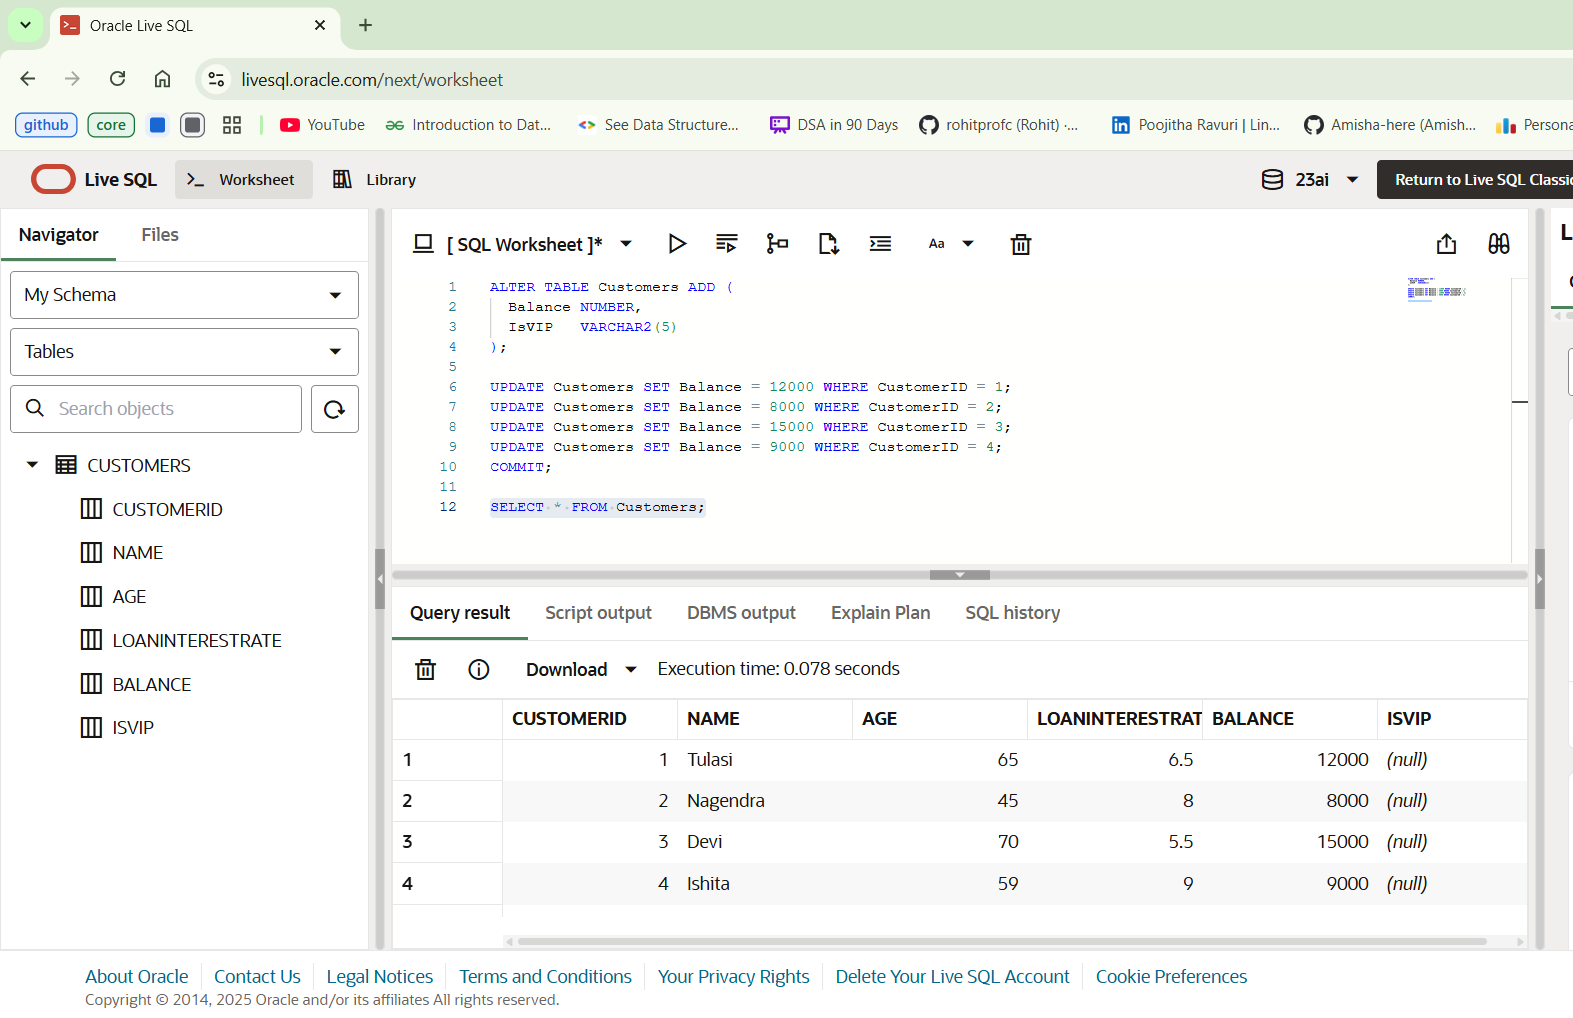 Oracle Live SQL
livesql.oracle.com/next/worksheet
github core YouTube Introduction to Dat... See Data Structure... DSA in 90 Days rohitprofc (Rohit) ·... Poojitha Ravuri | Lin... Amisha-here (Amish... Persona
Live SQL Worksheet Library 23ai Return to Live SQL Classic
Navigator Files
My Schema
Tables
Search objects
CUSTOMERS
CUSTOMERID
NAME
AGE
LOANINTERESTRATE
BALANCE
ISVIP
[ SQL Worksheet ]* Aa
1 ALTER TABLE Customers ADD (
2 Balance NUMBER,
3 IsVIP VARCHAR2(5)
4 );
5
6 UPDATE Customers SET Balance = 12000 WHERE CustomerID = 1;
7 UPDATE Customers SET Balance = 8000 WHERE CustomerID = 2;
8 UPDATE Customers SET Balance = 15000 WHERE CustomerID = 3;
9 UPDATE Customers SET Balance = 9000 WHERE CustomerID = 4;
10 COMMIT;
11
12 SELECT * FROM Customers;
Query result Script output DBMS output Explain Plan SQL history
Download Execution time: 0.078 seconds
CUSTOMERID NAME AGE LOANINTERESTRAT BALANCE ISVIP
1 1 Tulasi 65 6.5 12000 (null)
2 2 Nagendra 45 8 8000 (null)
3 3 Devi 70 5.5 15000 (null)
4 4 Ishita 59 9 9000 (null)
About Oracle Contact Us Legal Notices Terms and Conditions Your Privacy Rights Delete Your Live SQL Account Cookie Preferences
Copyright © 2014, 2025 Oracle and/or its affiliates All rights reserved.